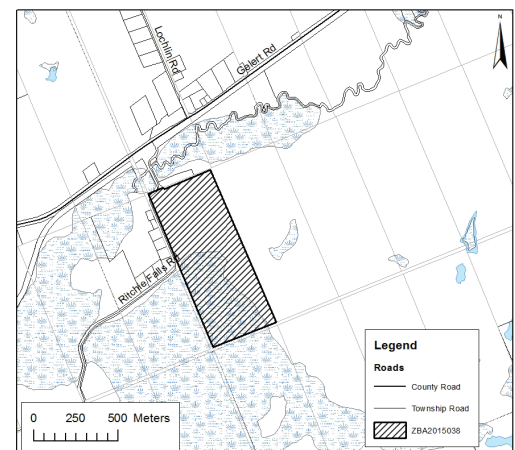 N
Lochlin Rd
Gelert Rd
Ritchie Falls Rd
Legend
Roads
County Road
Township Road
ZBA2015038
0 250 500 Meters